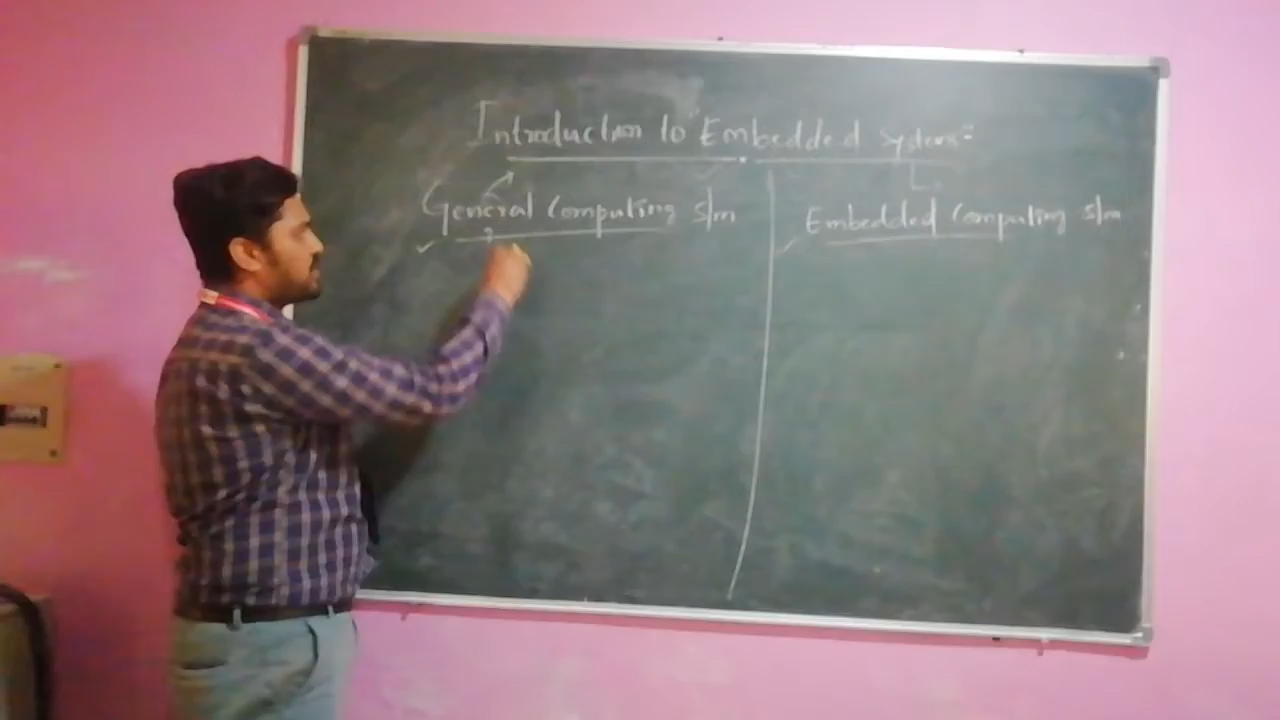 Introduction to Embedded Systems:-
General Computing S/m
Embedded Computing S/m